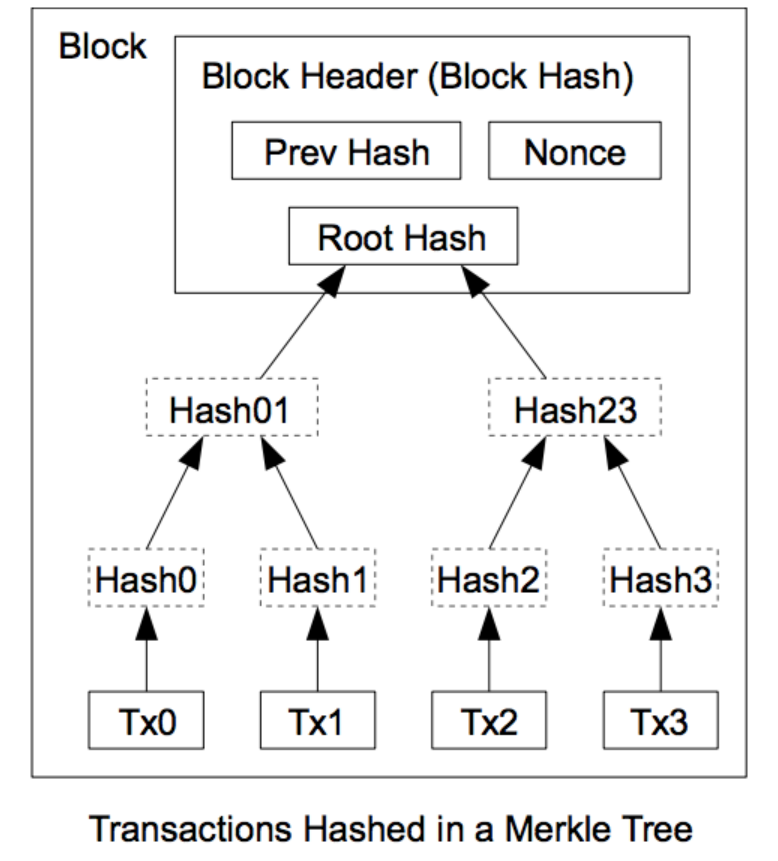 Block
Block Header (Block Hash)
Prev Hash
Nonce
Root Hash
Hash01
Hash23
Hash0
Hash1
Hash2
Hash3
Tx0
Tx1
Tx2
Tx3
Transactions Hashed in a Merkle Tree